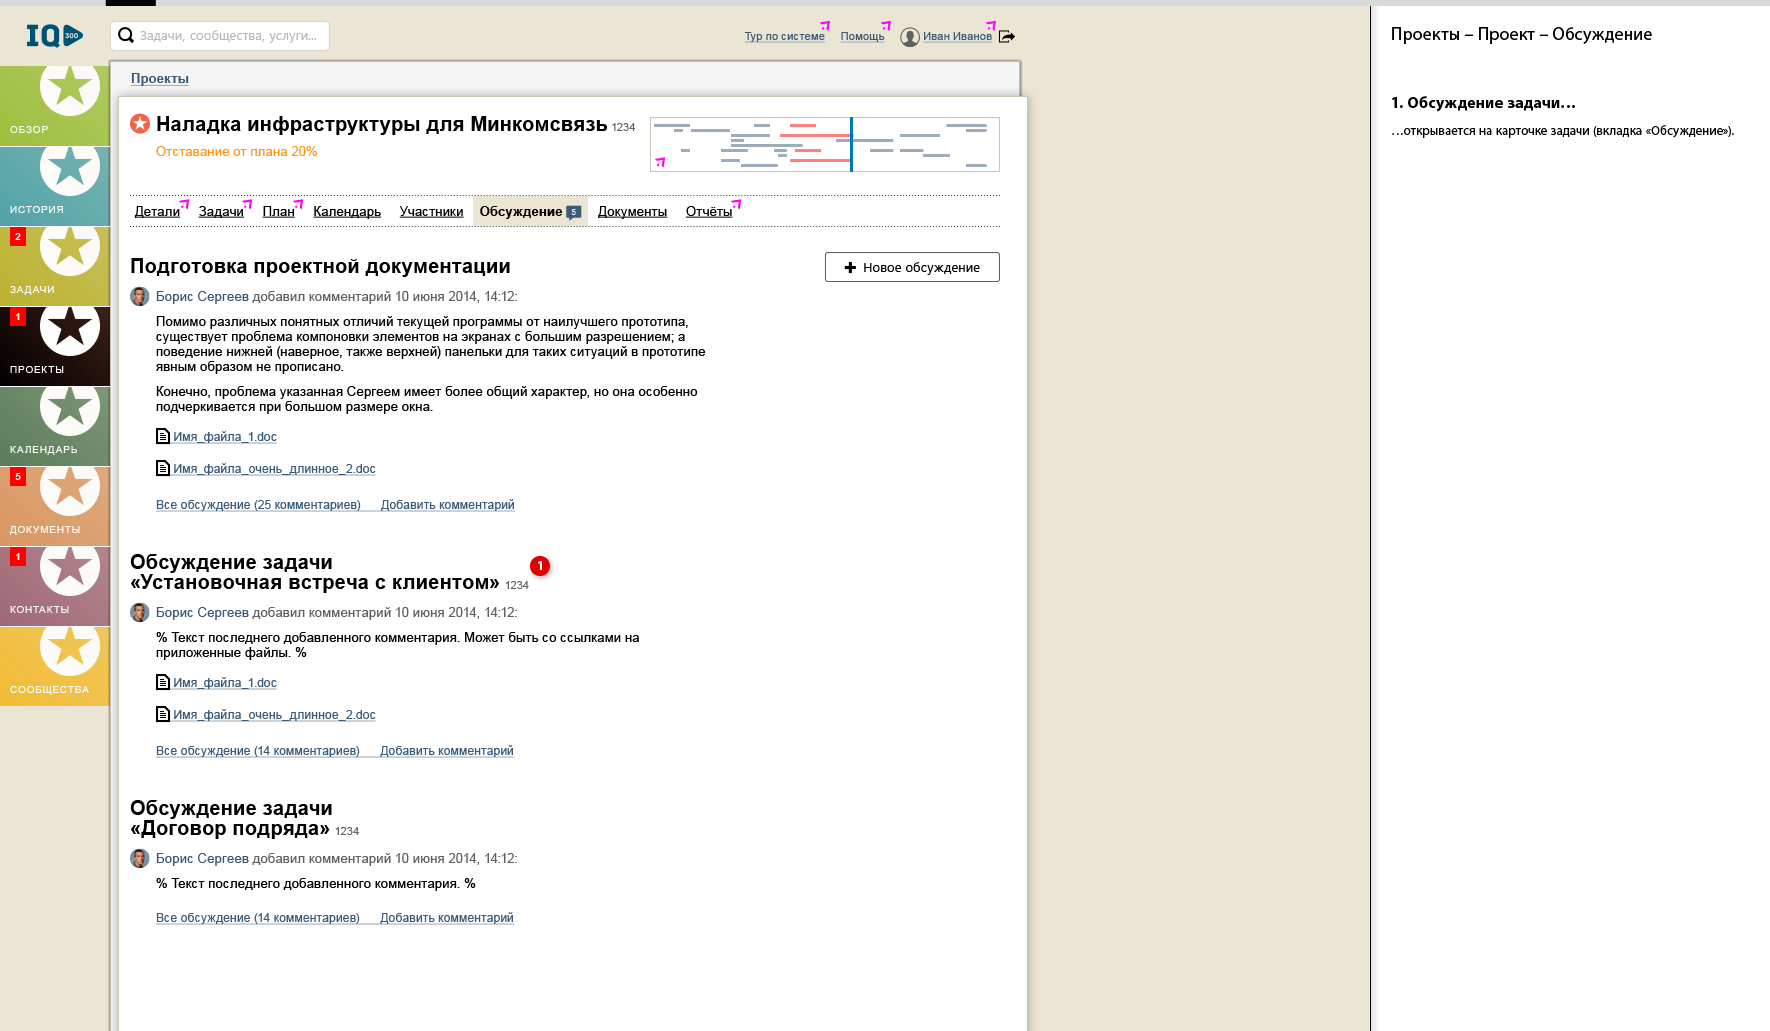 IQ 300
Задачи, сообщества, услуги...
Тур по системе
Помощь
Иван Иванов
Проекты
ОБЗОР
ИСТОРИЯ
2
ЗАДАЧИ
1
ПРОЕКТЫ
КАЛЕНДАРЬ
5
ДОКУМЕНТЫ
1
КОНТАКТЫ
СООБЩЕСТВА
Наладка инфраструктуры для Минкомсвязь 1234
Отставание от плана 20%
Детали Задачи План Календарь Участники Обсуждение 5 Документы Отчёты
Подготовка проектной документации
Новое обсуждение
Борис Сергеев добавил комментарий 10 июня 2014, 14:12:
Помимо различных понятных отличий текущей программы от наилучшего прототипа,
существует проблема компоновки элементов на экранах с большим разрешением; а
поведение нижней (наверное, также верхней) панельки для таких ситуаций в прототипе
явным образом не прописано.
Конечно, проблема указанная Сергеем имеет более общий характер, но она особенно
подчеркивается при большом размере окна.
Имя_файла_1.doc
Имя_файла_очень_длинное_2.doc
Все обсуждение (25 комментариев) Добавить комментарий
Обсуждение задачи
«Установочная встреча с клиентом» 1234
1
Борис Сергеев добавил комментарий 10 июня 2014, 14:12:
% Текст последнего добавленного комментария. Может быть со ссылками на
приложенные файлы. %
Имя_файла_1.doc
Имя_файла_очень_длинное_2.doc
Все обсуждение (14 комментариев) Добавить комментарий
Обсуждение задачи
«Договор подряда» 1234
Борис Сергеев добавил комментарий 10 июня 2014, 14:12:
% Текст последнего добавленного комментария. %
Все обсуждение (14 комментариев) Добавить комментарий
Проекты – Проект – Обсуждение
1. Обсуждение задачи...
...открывается на карточке задачи (вкладка «Обсуждение»).